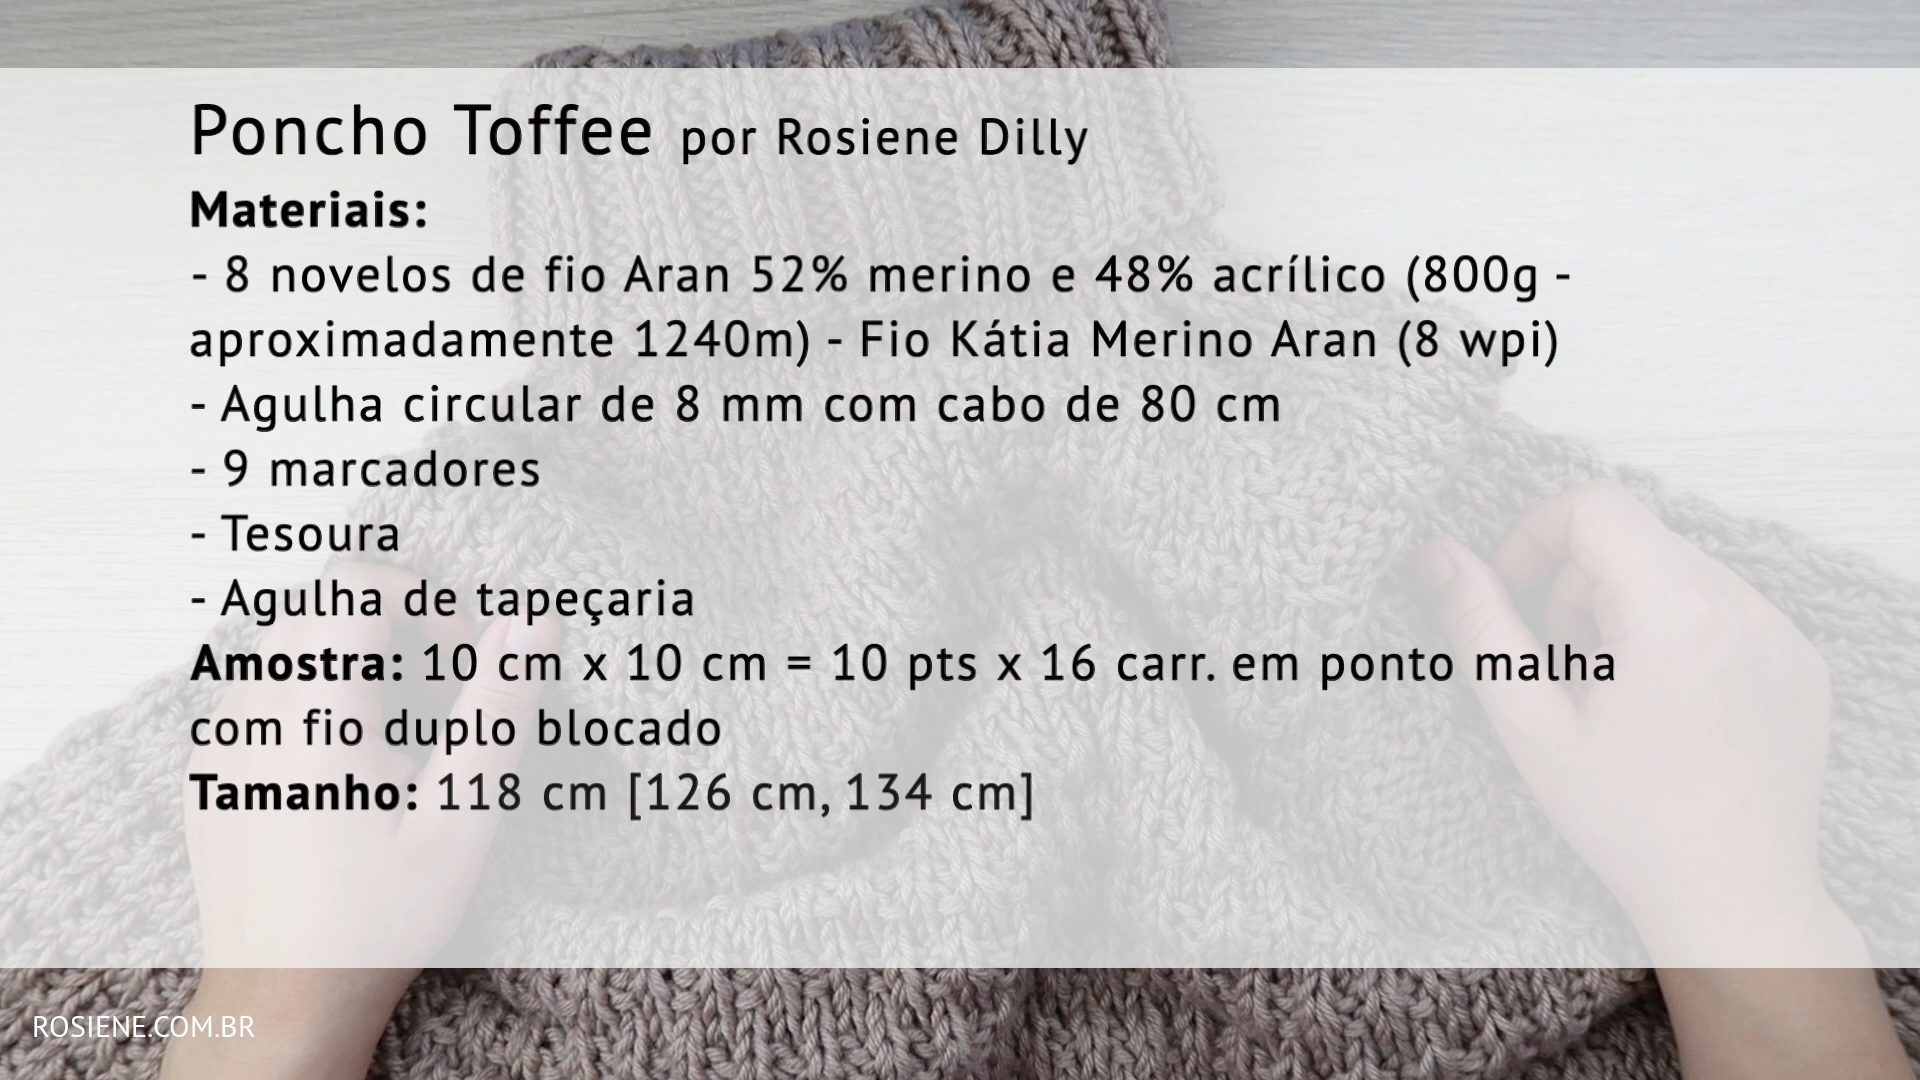 Poncho Toffee por Rosiene Dilly
Materiais:
- 8 novelos de fio Aran 52% merino e 48% acrílico (800g -
aproximadamente 1240m) - Fio Kátia Merino Aran (8 wpi)
- Agulha circular de 8 mm com cabo de 80 cm
- 9 marcadores
- Tesoura
- Agulha de tapeçaria
Amostra: 10 cm x 10 cm = 10 pts x 16 carr. em ponto malha
com fio duplo blocado
Tamanho: 118 cm [126 cm, 134 cm]
ROSIENE.COM.BR